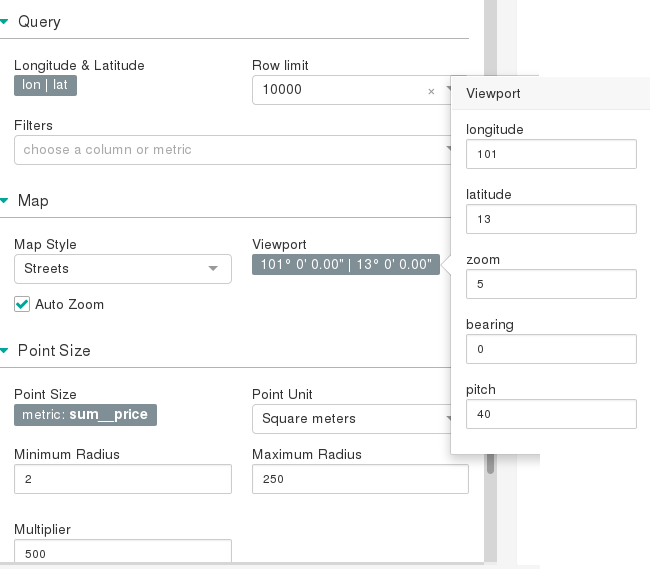 Query
Longitude & Latitude
lon | lat
Row limit
10000 ×
Filters
choose a column or metric
Map
Map Style
Streets
Viewport
101° 0' 0.00" | 13° 0' 0.00"
Auto Zoom
Point Size
Point Size
metric: sum__price
Point Unit
Square meters
Minimum Radius
2
Maximum Radius
250
Multiplier
500
Viewport
longitude
101
latitude
13
zoom
5
bearing
0
pitch
40